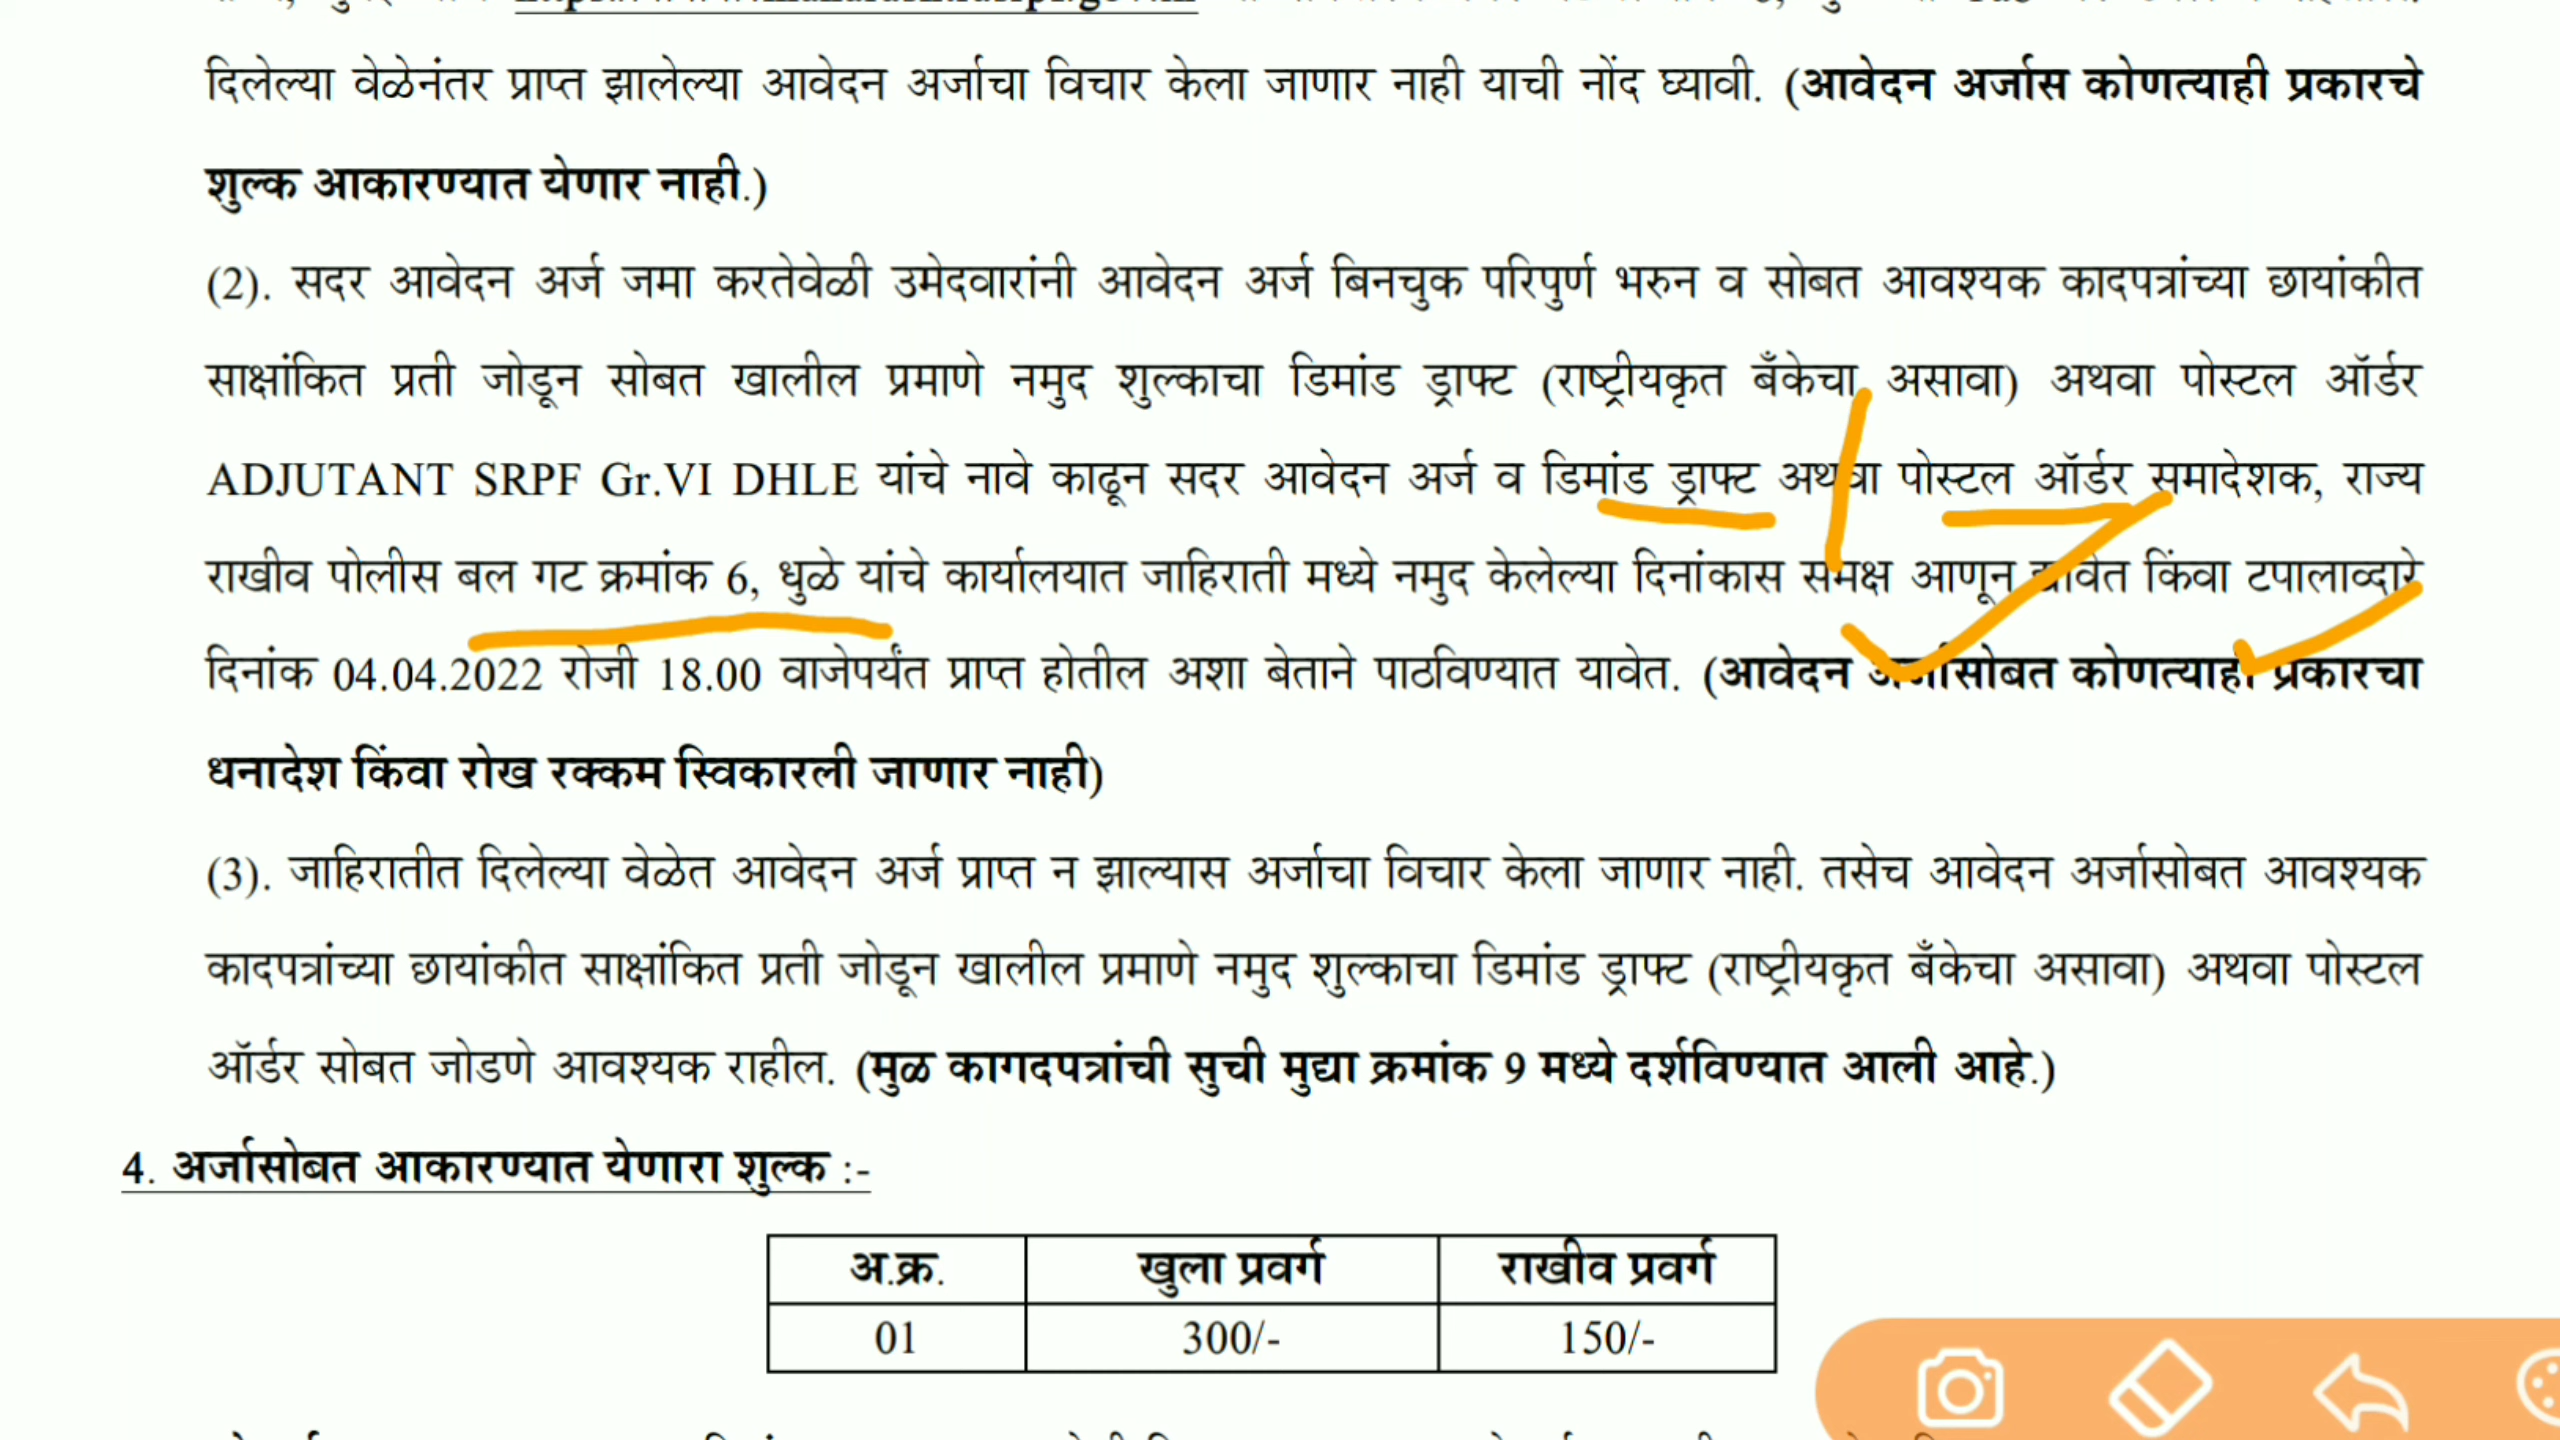 दिलेल्या वेळेनंतर प्राप्त झालेल्या आवेदन अर्जाचा विचार केला जाणार नाही याची नोंद घ्यावी. (आवेदन अर्जास कोणत्याही प्रकारचे
शुल्क आकारण्यात येणार नाही.)
(2). सदर आवेदन अर्ज जमा करतेवेळी उमेदवारांनी आवेदन अर्ज बिनचुक परिपुर्ण भरुन व सोबत आवश्यक कादपत्रांच्या छायांकीत
साक्षांकित प्रती जोडून सोबत खालील प्रमाणे नमुद शुल्काचा डिमांड ड्राफ्ट (राष्ट्रीयकृत बँकेचा असावा) अथवा पोस्टल ऑर्डर
ADJUTANT SRPF Gr.VI DHLE यांचे नावे काढून सदर आवेदन अर्ज व डिमांड ड्राफ्ट अथवा पोस्टल ऑर्डर समादेशक, राज्य
राखीव पोलीस बल गट क्रमांक 6, धुळे यांचे कार्यालयात जाहिराती मध्ये नमुद केलेल्या दिनांकास समक्ष आणून द्यावेत किंवा टपालाव्दारे
दिनांक 04.04.2022 रोजी 18.00 वाजेपर्यंत प्राप्त होतील अशा बेताने पाठविण्यात यावेत. (आवेदन अर्जासोबत कोणत्याही प्रकारचा
धनादेश किंवा रोख रक्कम स्विकारली जाणार नाही)
(3). जाहिरातीत दिलेल्या वेळेत आवेदन अर्ज प्राप्त न झाल्यास अर्जाचा विचार केला जाणार नाही. तसेच आवेदन अर्जासोबत आवश्यक
कादपत्रांच्या छायांकीत साक्षांकित प्रती जोडून खालील प्रमाणे नमुद शुल्काचा डिमांड ड्राफ्ट (राष्ट्रीयकृत बँकेचा असावा) अथवा पोस्टल
ऑर्डर सोबत जोडणे आवश्यक राहील. (मुळ कागदपत्रांची सुची मुद्या क्रमांक 9 मध्ये दर्शविण्यात आली आहे.)
4. अर्जासोबत आकारण्यात येणारा शुल्क :-
अ.क्र. खुला प्रवर्ग राखीव प्रवर्ग
01 300/- 150/-